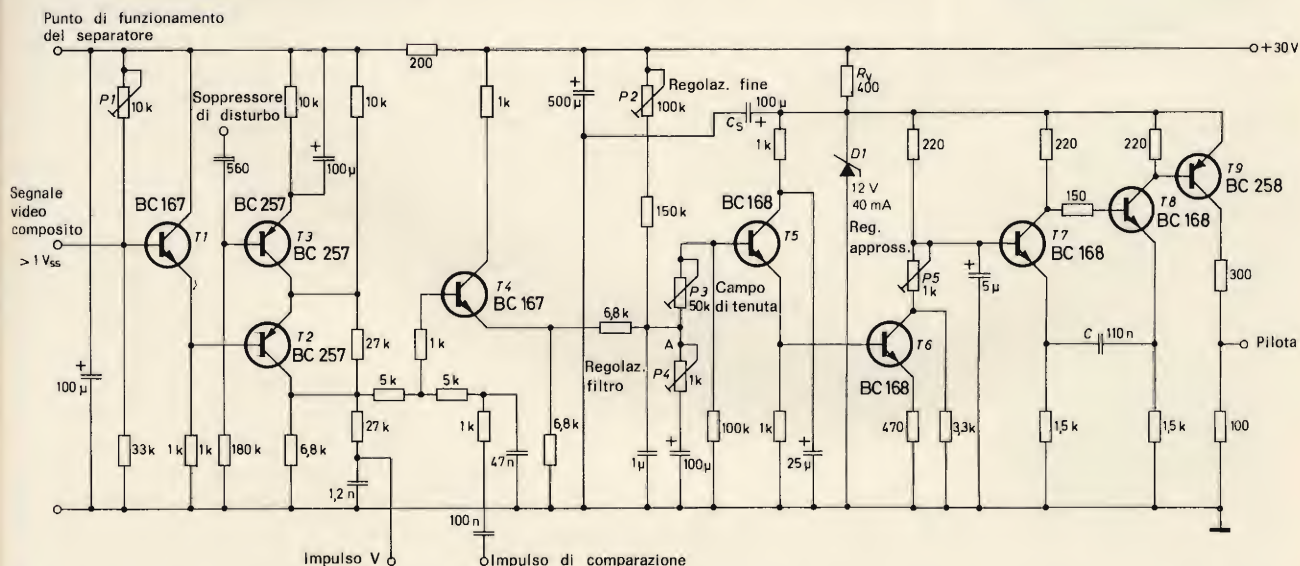 Punto di funzionamento
del separatore
+30V
200
P1
10k
Soppressore
di disturbo
560
10k
100µ
10k
1k
500µ
P2
100k
Regolaz. fine
100µ
CS
+
RV
400
1k
220
220
220
T9
BC 258
Segnale
video
composito
> 1 Vss
BC 167
T1
BC 257
T3
BC 257
T2
BC 257
T4
BC 167
150k
BC 168
T5
D1
12 V
40 mA
Reg.
appross.
150
T8
BC 168
T7
BC 168
P5
1k
5µ
300
P3
50k
Campo
di tenuta
6,8k
Regolaz.
filtro
A
P4
1k
T6
BC 168
C
110n
Pilota
27k
1k
5k
5k
100µ
33k
1k
1k
180k
6,8k
27k
1k
47n
6,8k
1µ
100µ
100k
1k
25µ
470
3,3k
1,5k
1,5k
100
1,2n
100n
Impulso V
Impulso di comparazione